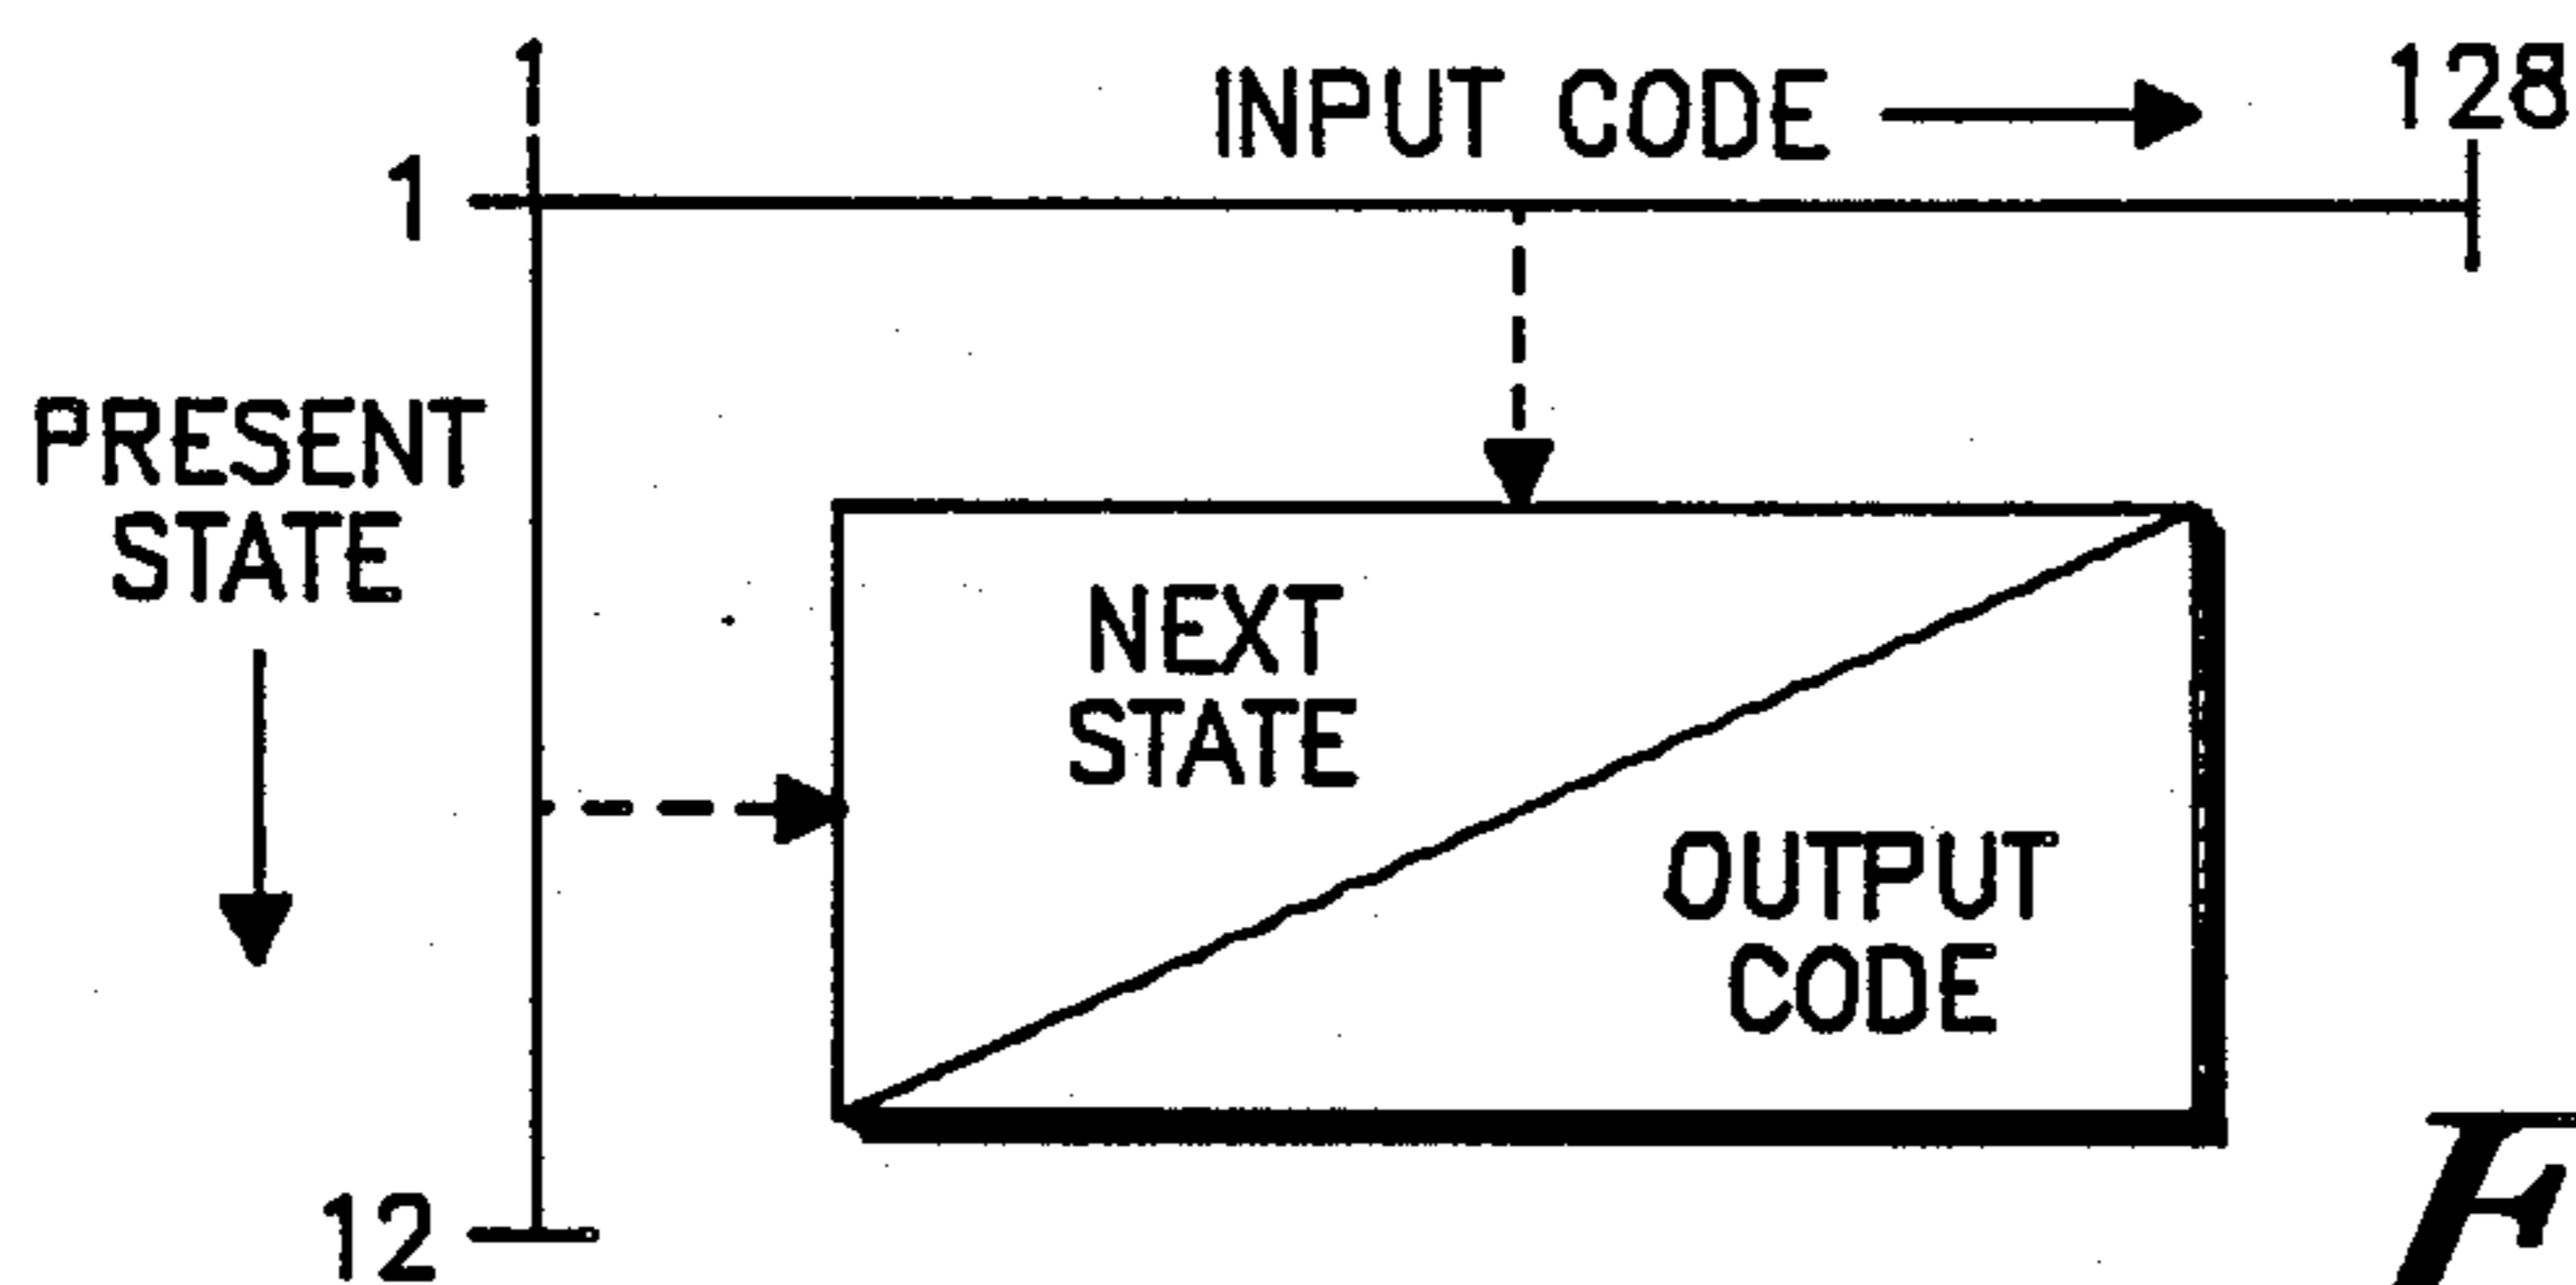 1
INPUT CODE
128
1
PRESENT
STATE
NEXT
STATE
OUTPUT
CODE
12
F